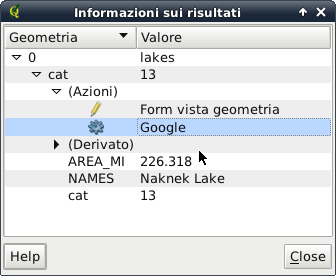 Informazioni sui risultati
Geometria Valore
0 lakes
cat 13
(Azioni)
Form vista geometria
Google
(Derivato)
AREA_MI 226.318
NAMES Naknek Lake
cat 13
Help Close